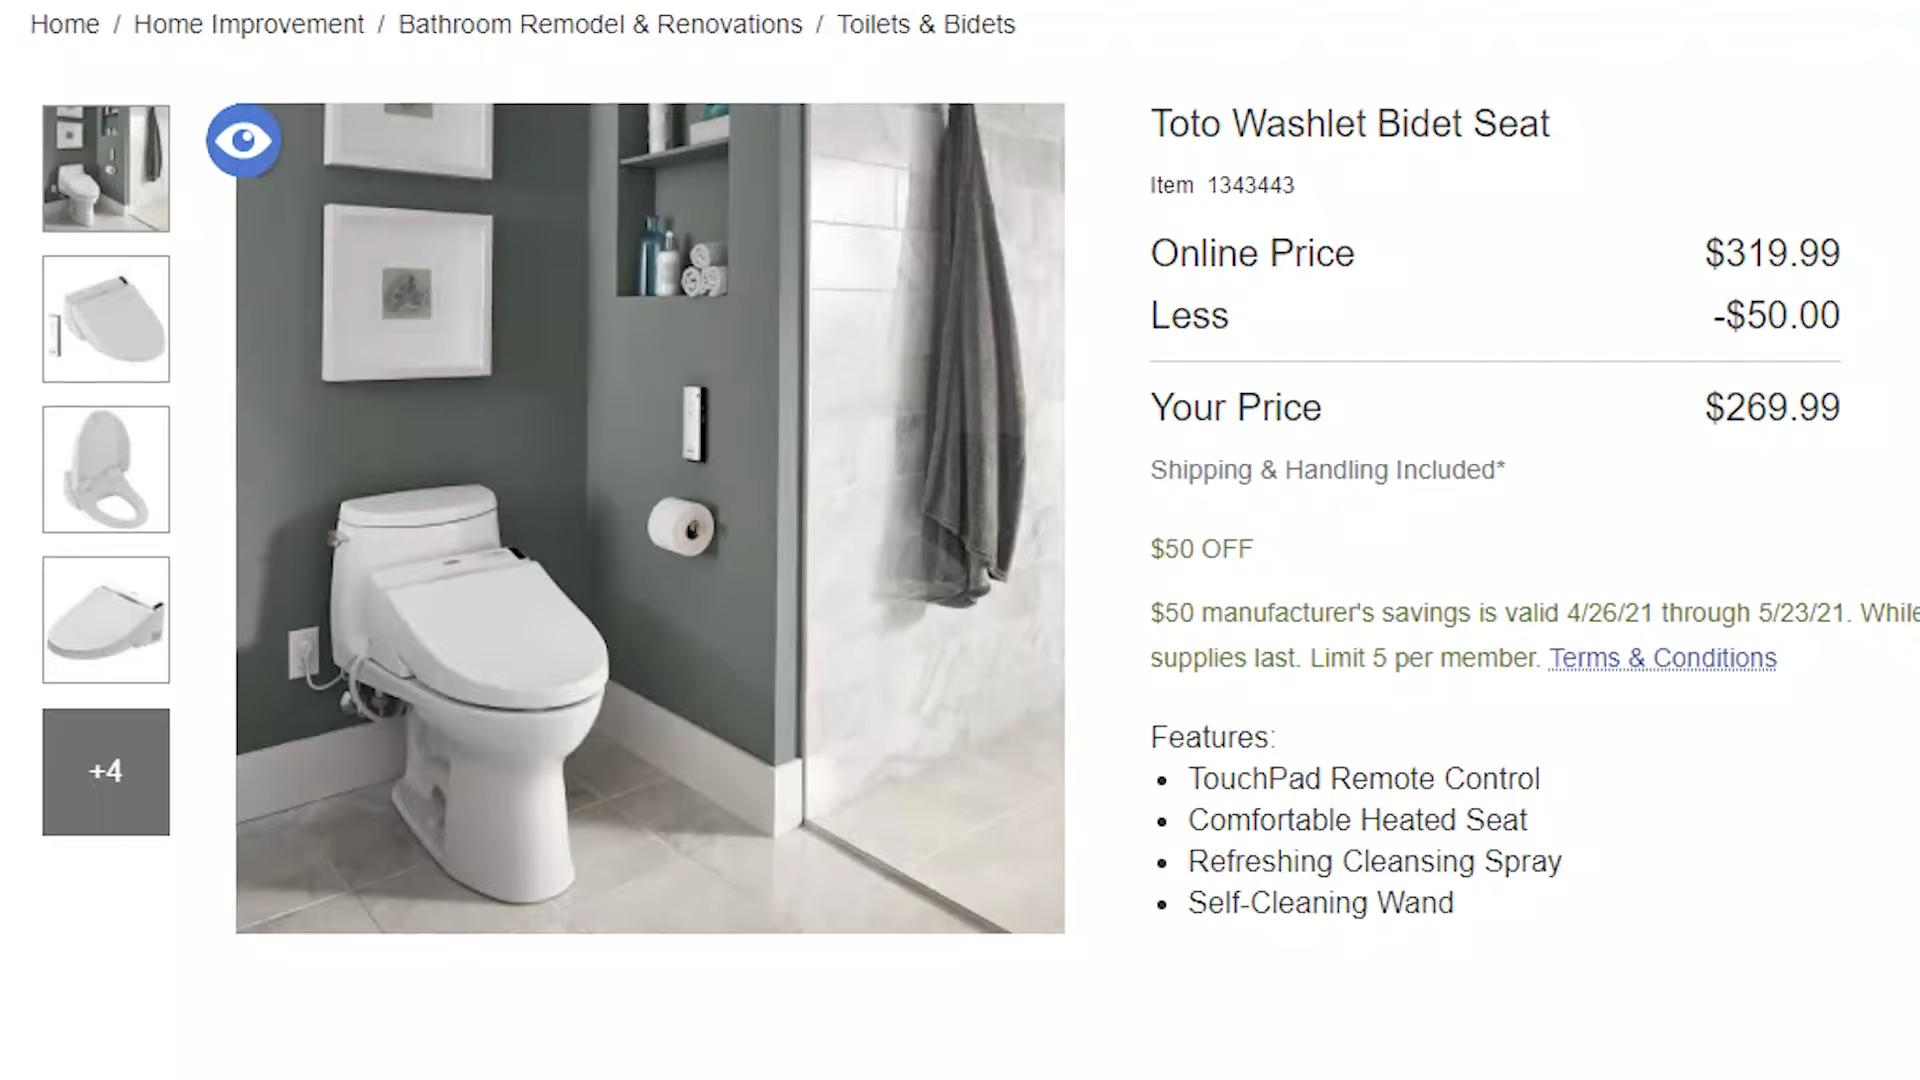 Home / Home Improvement / Bathroom Remodel & Renovations / Toilets & Bidets
Toto Washlet Bidet Seat
Item 1343443
Online Price $319.99
Less -$50.00
Your Price $269.99
Shipping & Handling Included*
$50 OFF
$50 manufacturer's savings is valid 4/26/21 through 5/23/21. While
supplies last. Limit 5 per member. Terms & Conditions
Features:
• TouchPad Remote Control
• Comfortable Heated Seat
• Refreshing Cleansing Spray
• Self-Cleaning Wand
+4